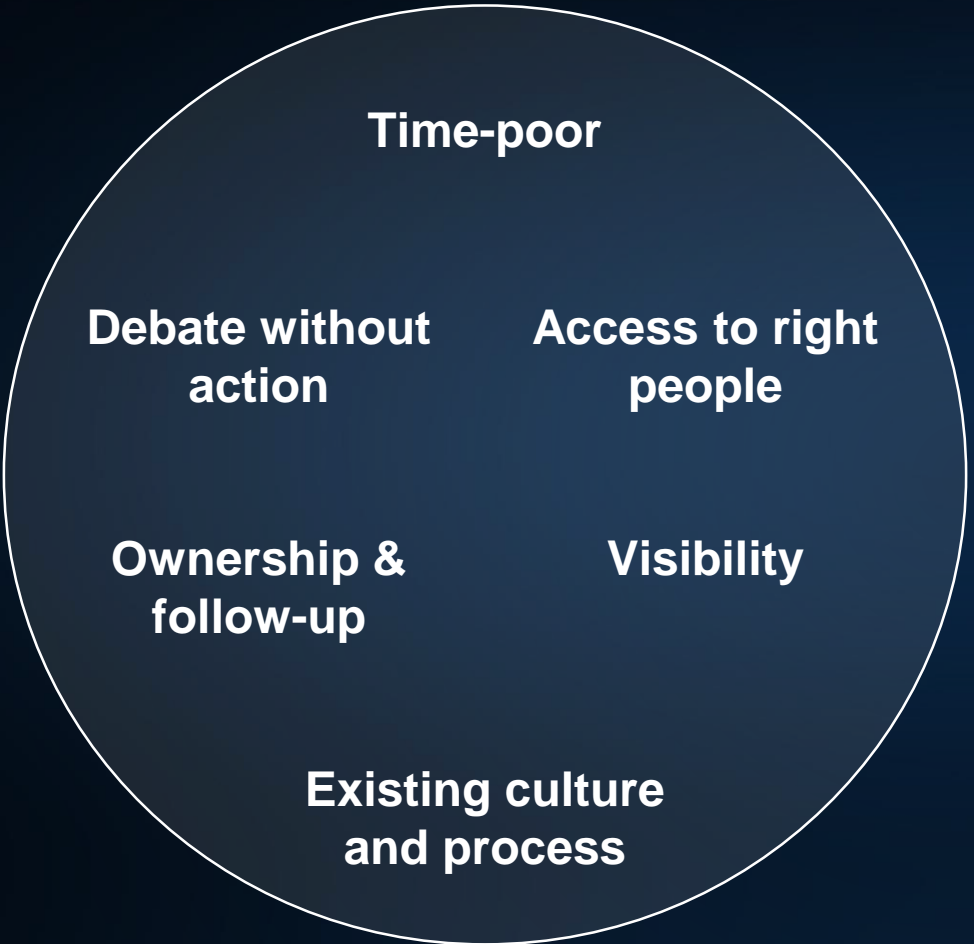 Time-poor
Debate without
action
Access to right
people
Ownership &
follow-up
Visibility
Existing culture
and process